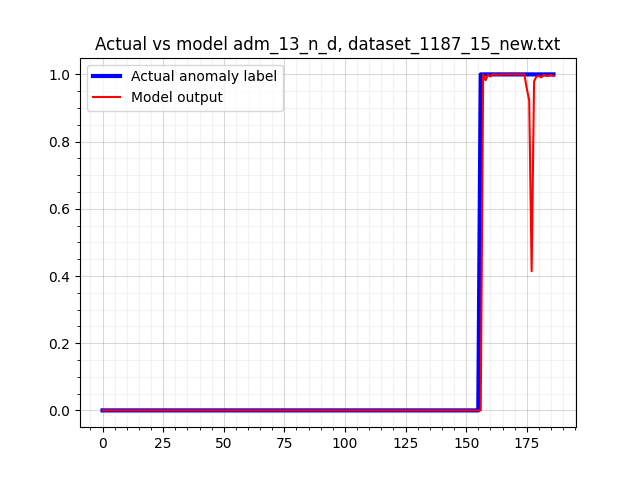 Actual vs model adm_13_n_d, dataset_1187_15_new.txt
Actual anomaly label
Model output
1.0
0.8
0.6
0.4
0.2
0.0
0 25 50 75 100 125 150 175